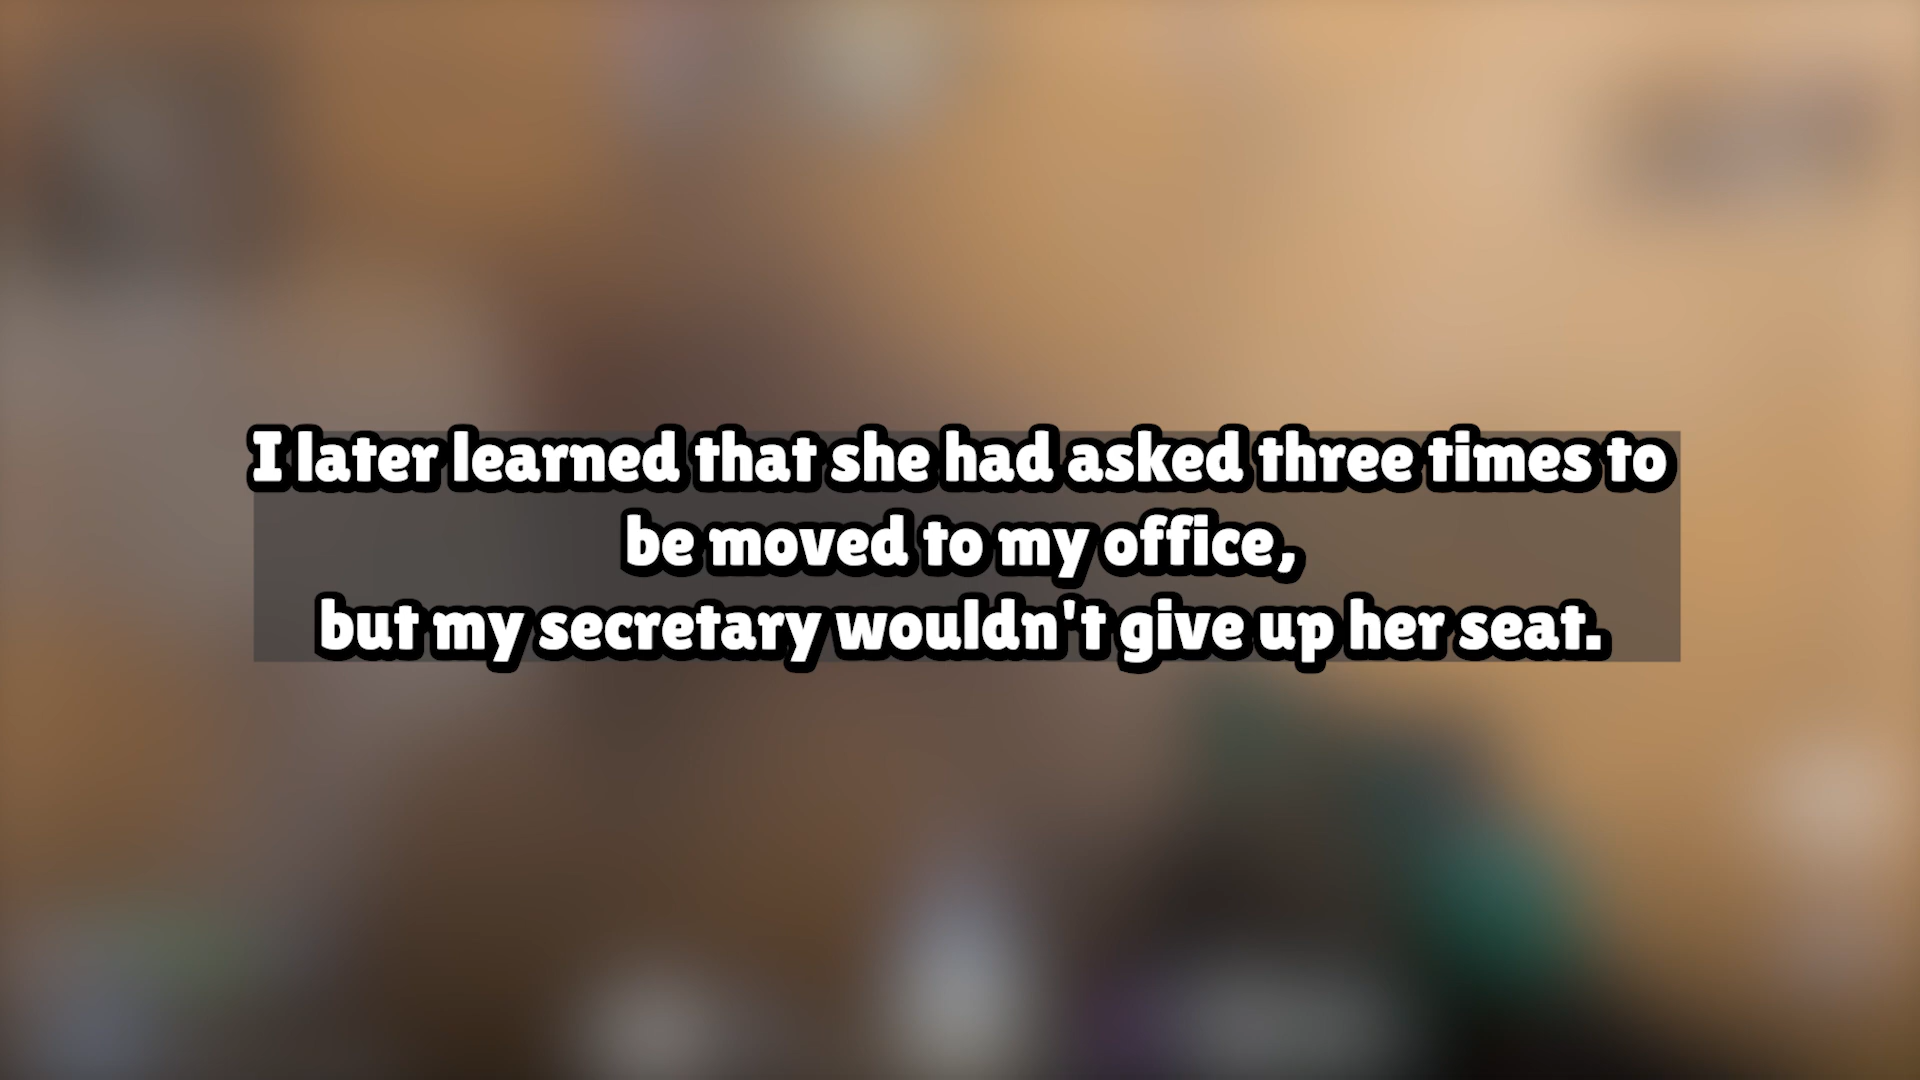 I later learned that she had asked three times to
be moved to my office,
but my secretary wouldn't give up her seat.